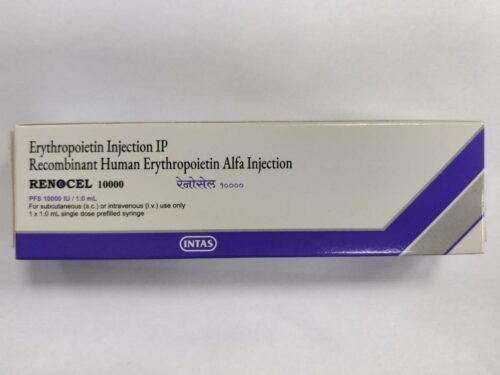 Erythropoietin Injection IP
Recombinant Human Erythropoietin Alfa Injection
RENOCEL 10000 रेनोसेल १००००
PFS 10000 IU / 1.0 mL
For subcutaneous (s.c.) or intravenous (i.v.) use only
1 x 1.0 mL single dose prefilled syringe
INTAS